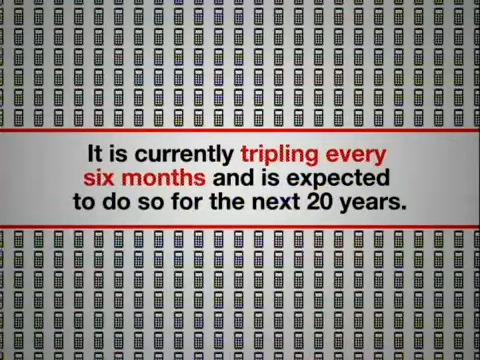 It is currently tripling every
six months and is expected
to do so for the next 20 years.